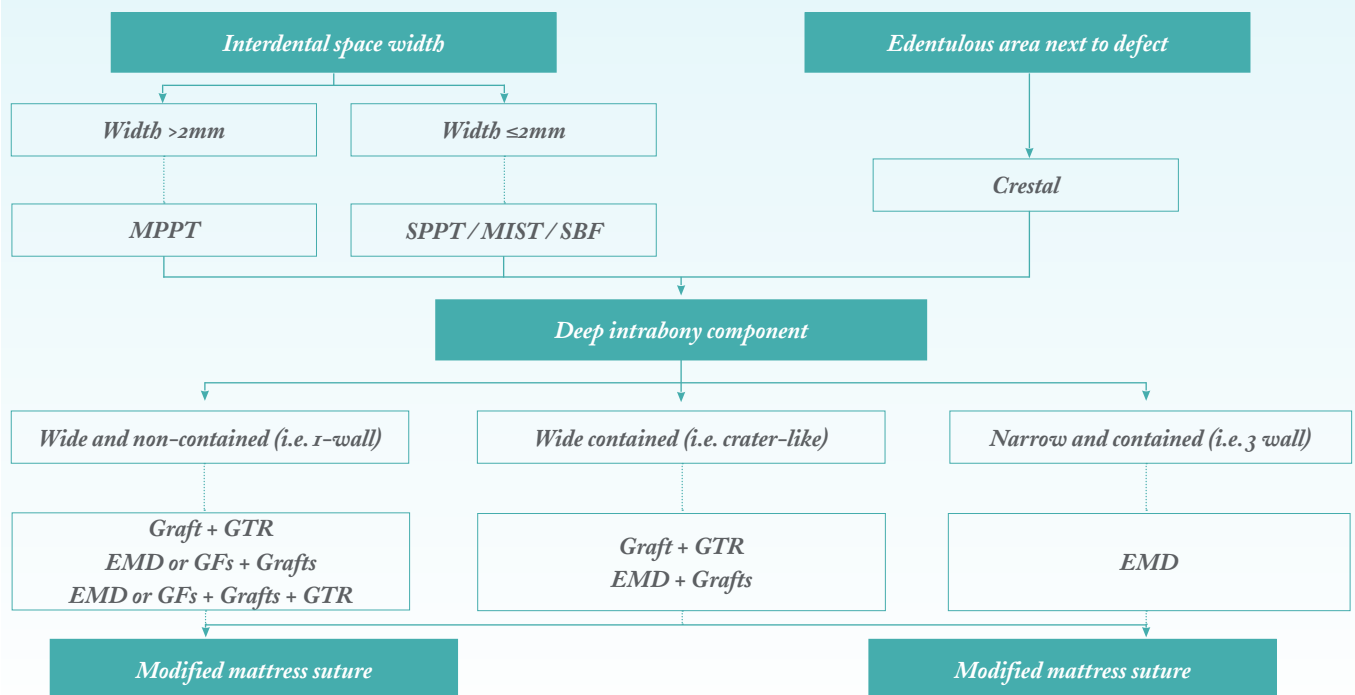 Interdental space width
Edentulous area next to defect
Width >2mm
Width ≤2mm
Crestal
MPPT
SPPT / MIST / SBF
Deep intrabony component
Wide and non-contained (i.e. 1-wall)
Wide contained (i.e. crater-like)
Narrow and contained (i.e. 3 wall)
Graft + GTR
EMD or GFs + Grafts
EMD or GFs + Grafts + GTR
Graft + GTR
EMD + Grafts
EMD
Modified mattress suture
Modified mattress suture